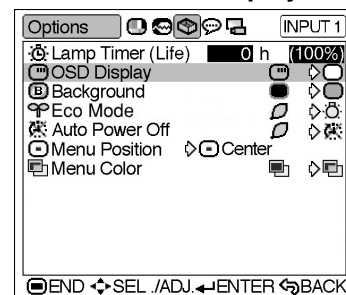 Options INPUT 1
Lamp Timer (Life) 0 h (100%)
OSD Display
B Background
Eco Mode
Auto Power Off
Menu Position Center
Menu Color
END SEL ./ADJ. ENTER BACK